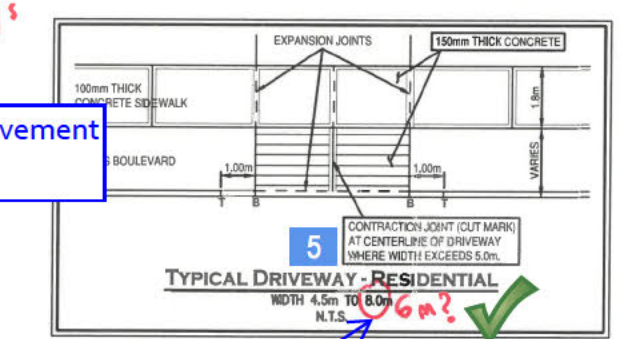 s
EXPANSION JOINTS
150mm THICK CONCRETE
100mm THICK
CONCRETE SIDEWALK
1.8m
vement
S BOULEVARD
1.00m
1.00m
VARIES
T B
B T
CONTRACTION JOINT (CUT MARK)
AT CENTERLINE OF DRIVEWAY
WHERE WIDTH EXCEEDS 5.0m.
5
TYPICAL DRIVEWAY - RESIDENTIAL
WIDTH 4.5m TO 8.0m 6m?
N.T.S.